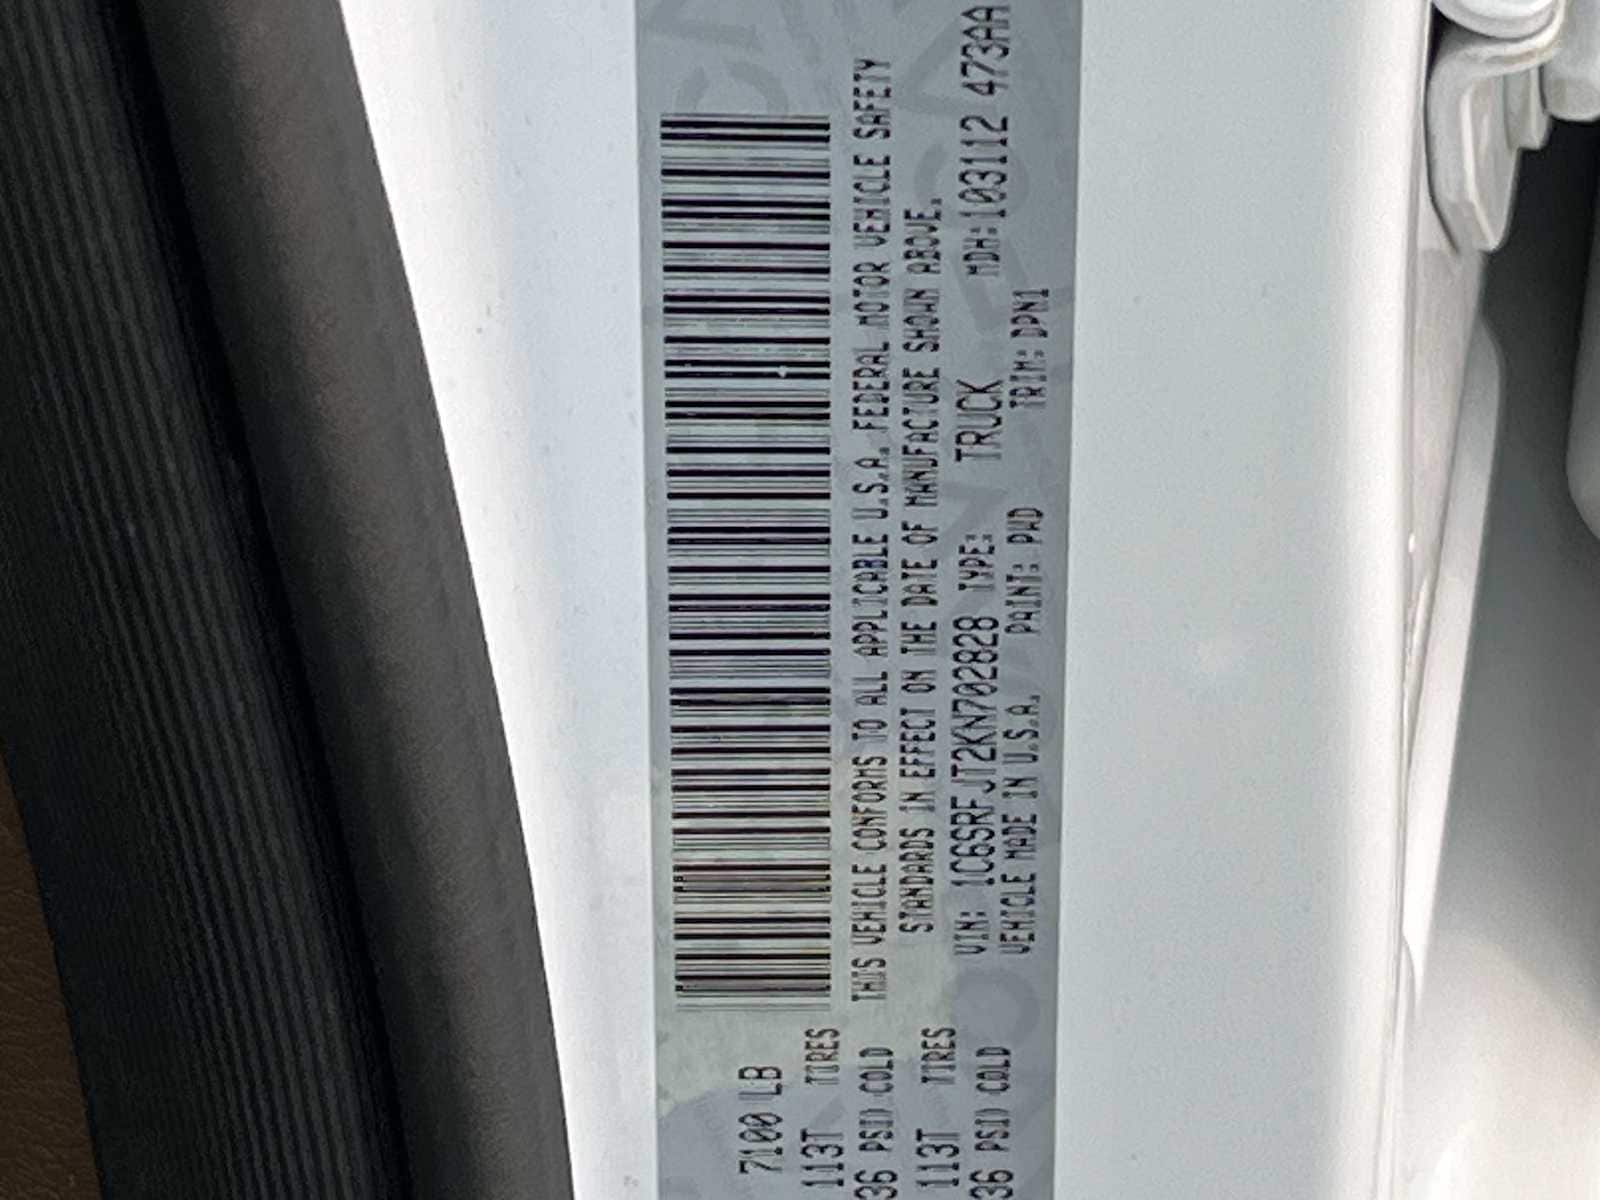 7100 LB
113T TIRES
36 PSI) COLD
113T TIRES
36 PSI) COLD
THIS VEHICLE CONFORMS TO ALL APPLICABLE U.S.A. FEDERAL MOTOR VEHICLE SAFETY
STANDARDS IN EFFECT ON THE DATE OF MANUFACTURE SHOWN ABOVE.
VIN: 1C6SRFJT2KN702828 TYPE: TRUCK MDH:103112 473AA
VEHICLE MADE IN U.S.A. PAINT: PWD TRIM: DPN1